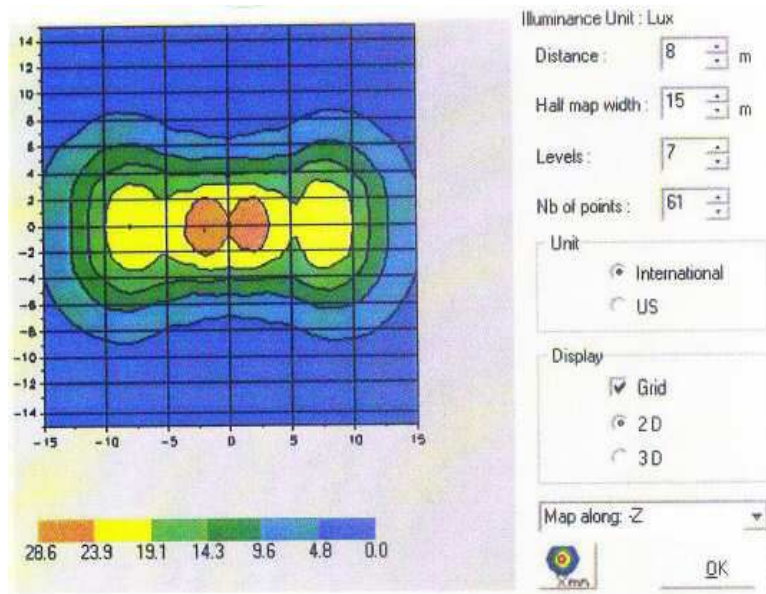 Illuminance Unit : Lux
Distance : 8 m
Half map width : 15 m
Levels : 7
Nb of points : 61
Unit
International
US
Display
Grid
2 D
3 D
Map along: -Z
Xmn
OK
14
12
10
8
6
4
2
0
-2
-4
-6
-8
-10
-12
-14
-15 -10 -5 0 5 10 15
28.6 23.9 19.1 14.3 9.6 4.8 0.0